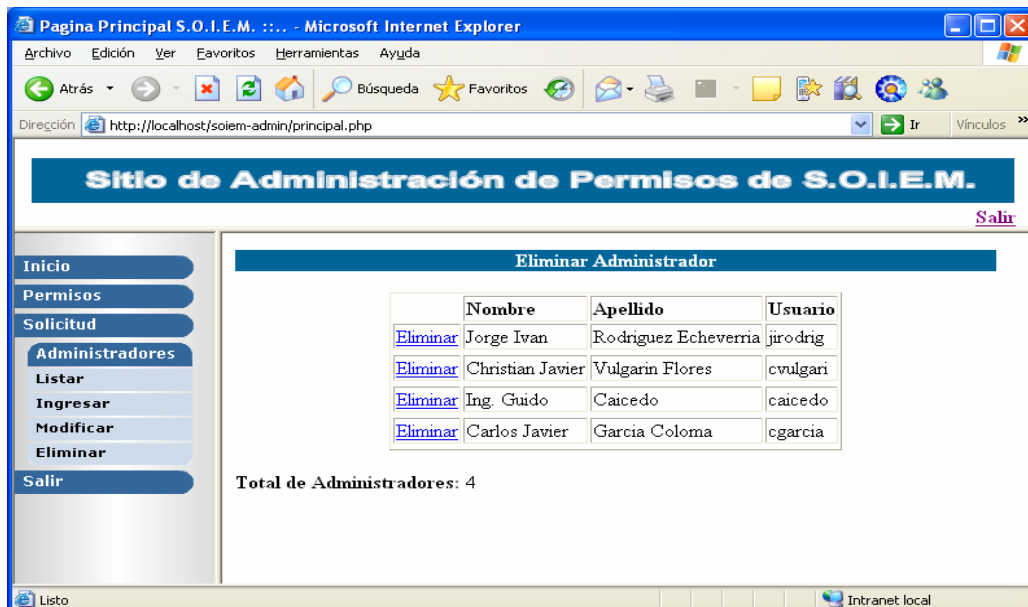 Pagina Principal S.O.I.E.M. ::.. - Microsoft Internet Explorer
Archivo Edición Ver Favoritos Herramientas Ayuda
Atrás Búsqueda Favoritos
Dirección http://localhost/soiem-admin/principal.php Ir Vínculos »
Sitio de Administración de Permisos de S.O.I.E.M.
Salir
Inicio
Permisos
Solicitud
Administradores
Listar
Ingresar
Modificar
Eliminar
Salir
Eliminar Administrador
Nombre Apellido Usuario
Eliminar Jorge Ivan Rodriguez Echeverria jirodrig
Eliminar Christian Javier Vulgarin Flores cvulgari
Eliminar Ing. Guido Caicedo caicedo
Eliminar Carlos Javier Garcia Coloma cgarcia
Total de Administradores: 4
Listo Intranet local